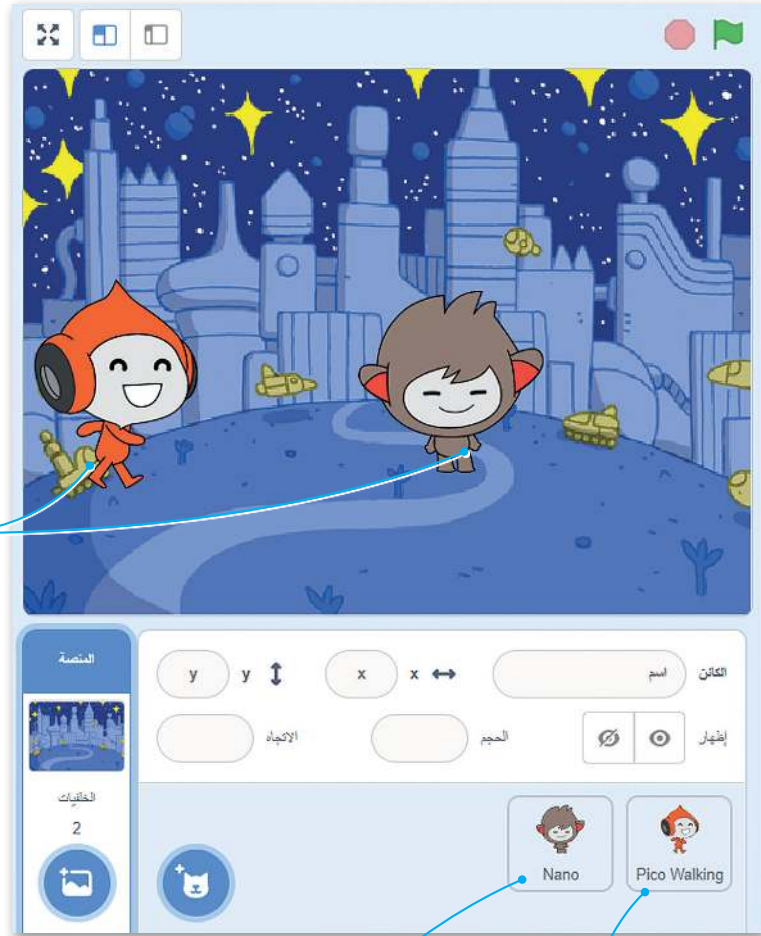 المنصة
الكائن اسم x x y y
إظهار الحجم الاتجاه
الخلفيات
2
Pico Walking Nano